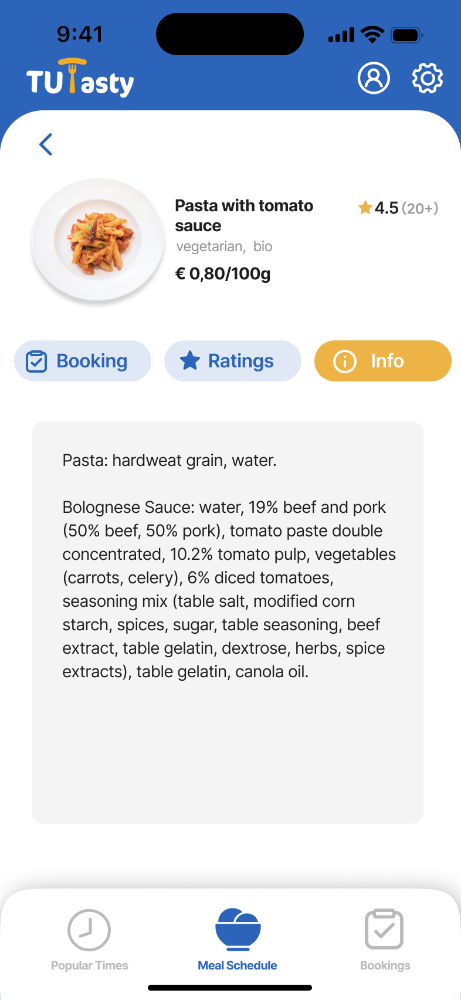 9:41
TUTasty
Pasta with tomato
sauce
vegetarian, bio
€ 0,80/100g
4.5 (20+)
Booking
Ratings
Info
Pasta: hardweat grain, water.
Bolognese Sauce: water, 19% beef and pork
(50% beef, 50% pork), tomato paste double
concentrated, 10.2% tomato pulp, vegetables
(carrots, celery), 6% diced tomatoes,
seasoning mix (table salt, modified corn
starch, spices, sugar, table seasoning, beef
extract, table gelatin, dextrose, herbs, spice
extracts), table gelatin, canola oil.
Popular Times
Meal Schedule
Bookings